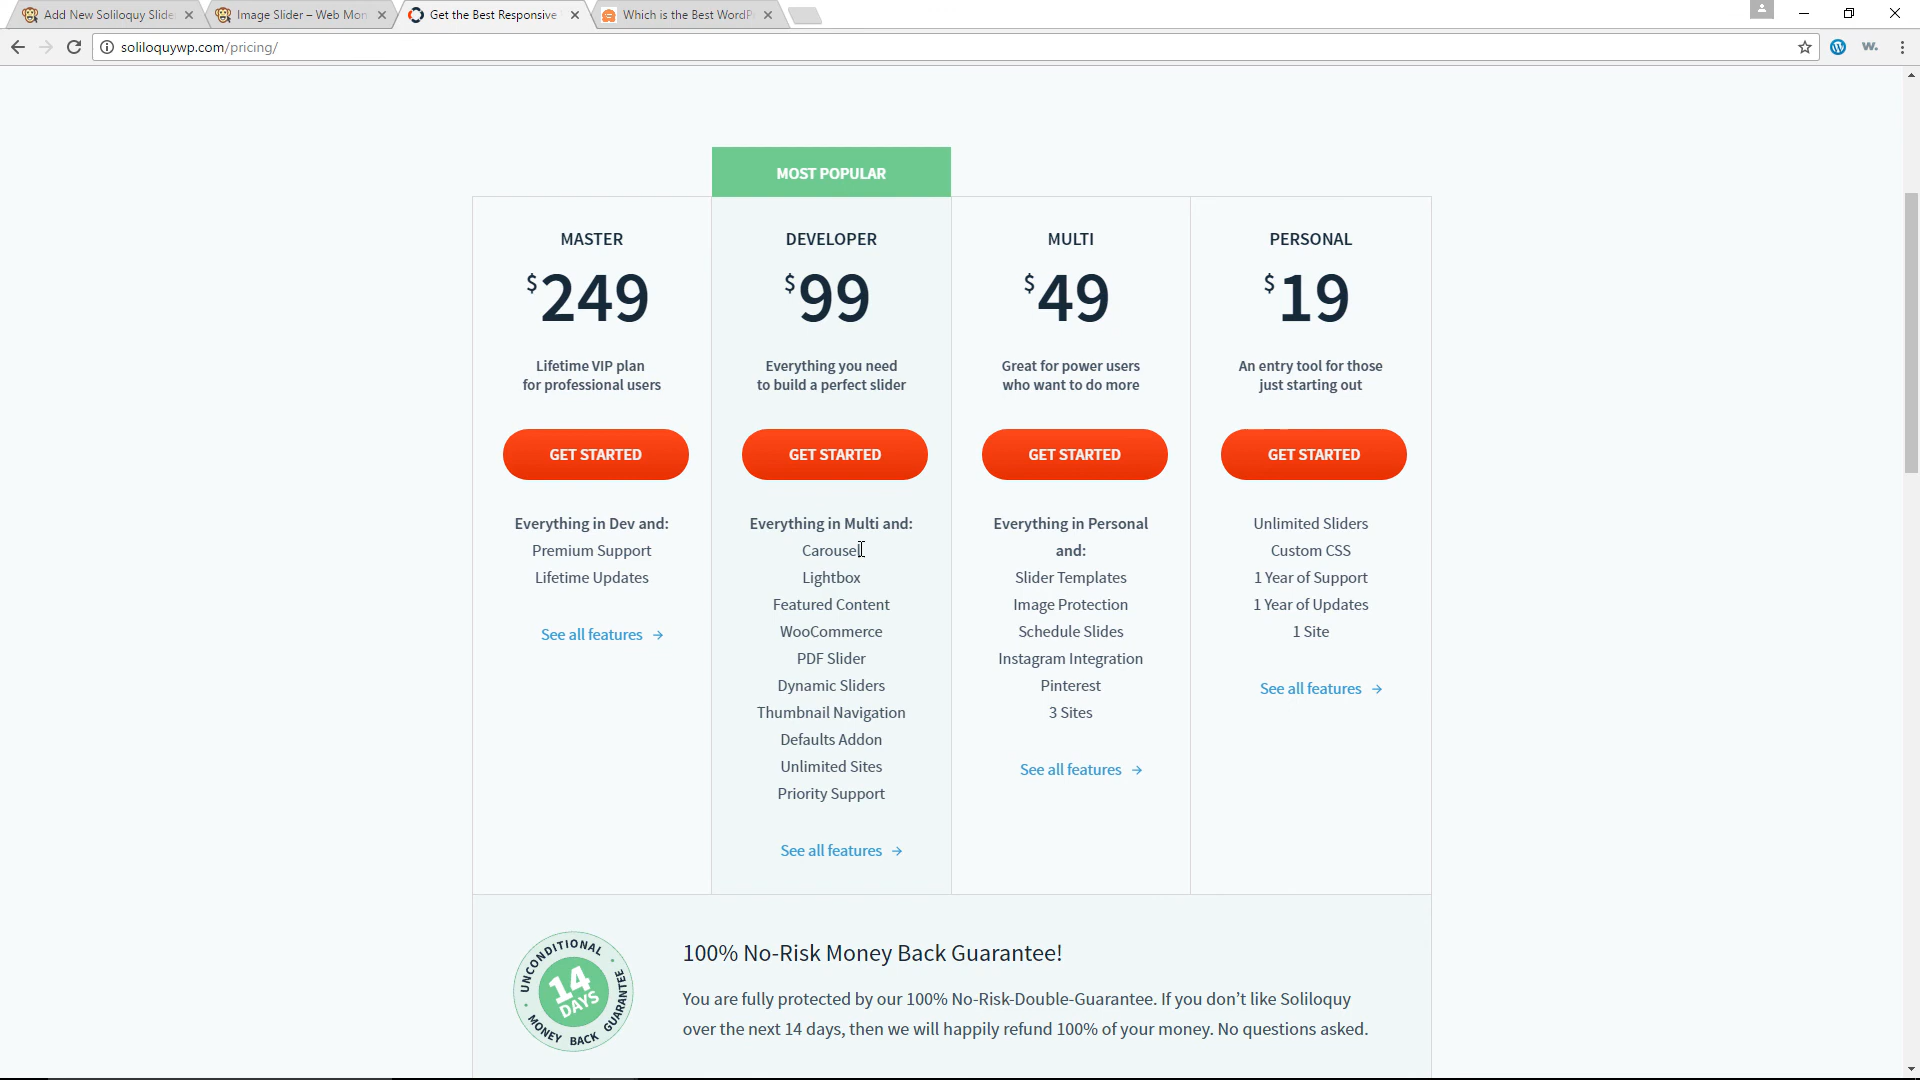 Add New Soliloquy Slide
Image Slider – Web Mon
Get the Best Responsive
Which is the Best WordP
soliloquywp.com/pricing/
w.
MOST POPULAR
MASTER
$249
Lifetime VIP plan
for professional users
GET STARTED
Everything in Dev and:
Premium Support
Lifetime Updates
See all features →
DEVELOPER
$99
Everything you need
to build a perfect slider
GET STARTED
Everything in Multi and:
Carousel
Lightbox
Featured Content
WooCommerce
PDF Slider
Dynamic Sliders
Thumbnail Navigation
Defaults Addon
Unlimited Sites
Priority Support
See all features →
MULTI
$49
Great for power users
who want to do more
GET STARTED
Everything in Personal
and:
Slider Templates
Image Protection
Schedule Slides
Instagram Integration
Pinterest
3 Sites
See all features →
PERSONAL
$19
An entry tool for those
just starting out
GET STARTED
Unlimited Sliders
Custom CSS
1 Year of Support
1 Year of Updates
1 Site
See all features →
UNCONDITIONAL
14
DAYS
MONEY BACK GUARANTEE
100% No-Risk Money Back Guarantee!
You are fully protected by our 100% No-Risk-Double-Guarantee. If you don’t like Soliloquy
over the next 14 days, then we will happily refund 100% of your money. No questions asked.